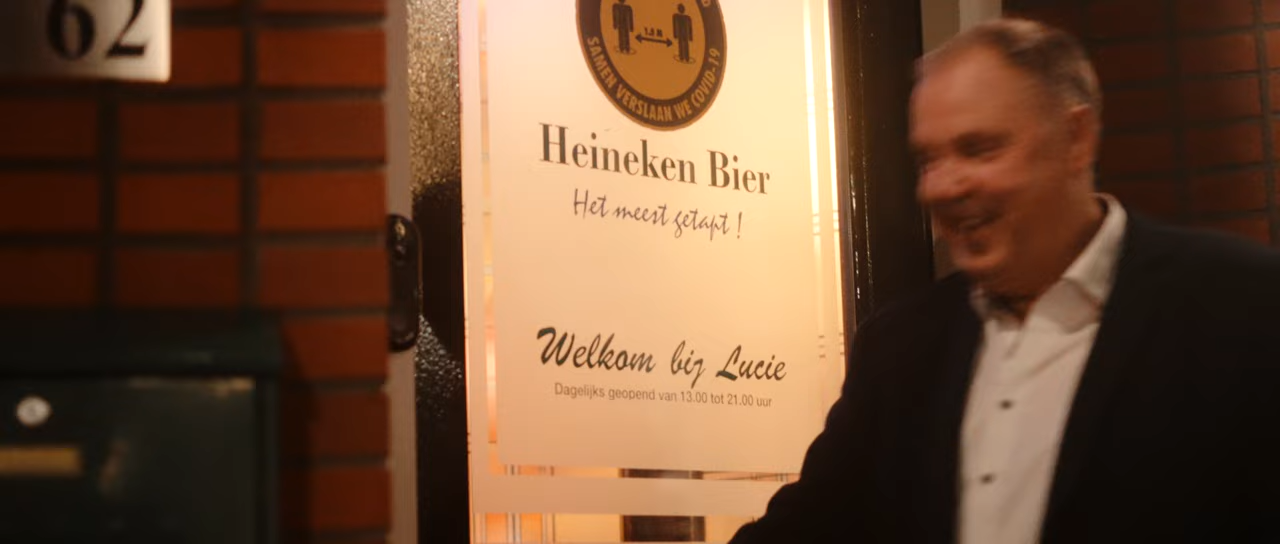 62
1,5 M
SAMEN VERSLAAN WE COVID-19
Heineken Bier
Het meest getapt !
Welkom bij Lucie
Dagelijks geopend van 13.00 tot 21.00 uur